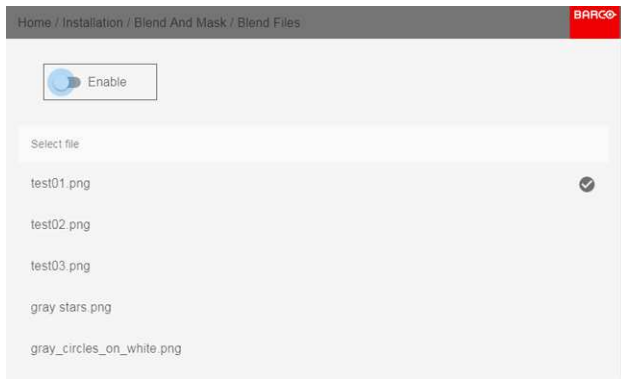 Home / Installation / Blend And Mask / Blend Files
BARCO
Enable
Select file
test01.png
test02.png
test03.png
gray stars.png
gray_circles_on_white.png